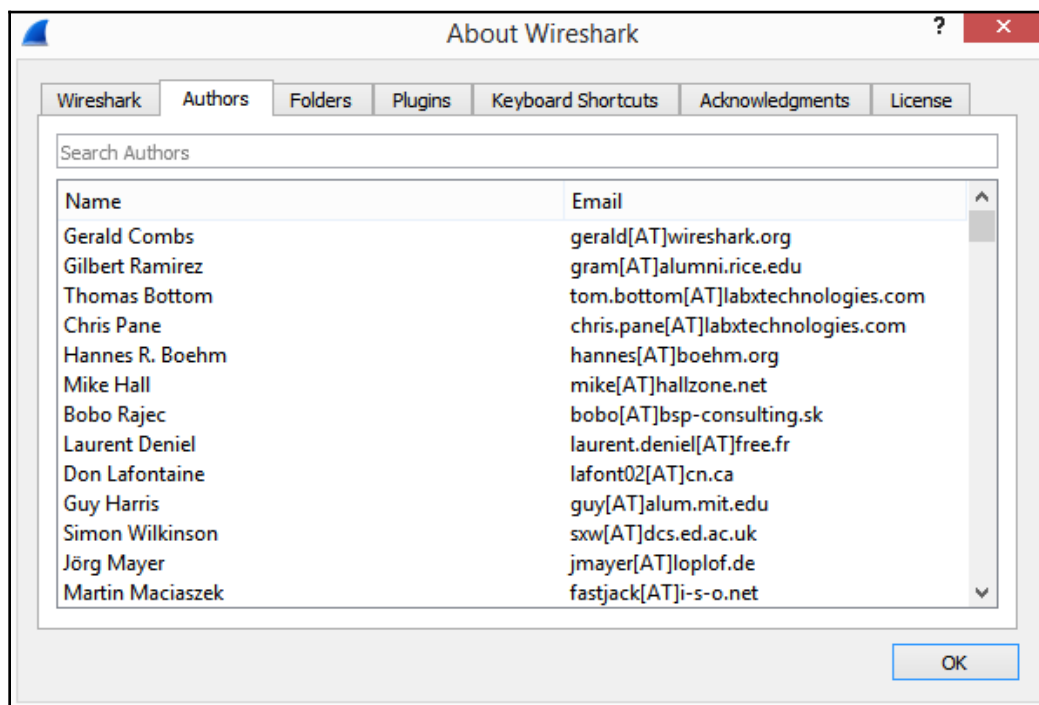 About Wireshark ? ×
Wireshark Authors Folders Plugins Keyboard Shortcuts Acknowledgments License
Search Authors
Name Email
Gerald Combs gerald[AT]wireshark.org
Gilbert Ramirez gram[AT]alumni.rice.edu
Thomas Bottom tom.bottom[AT]labxtechnologies.com
Chris Pane chris.pane[AT]labxtechnologies.com
Hannes R. Boehm hannes[AT]boehm.org
Mike Hall mike[AT]hallzone.net
Bobo Rajec bobo[AT]bsp-consulting.sk
Laurent Deniel laurent.deniel[AT]free.fr
Don Lafontaine lafont02[AT]cn.ca
Guy Harris guy[AT]alum.mit.edu
Simon Wilkinson sxw[AT]dcs.ed.ac.uk
Jörg Mayer jmayer[AT]loplof.de
Martin Maciaszek fastjack[AT]i-s-o.net
OK